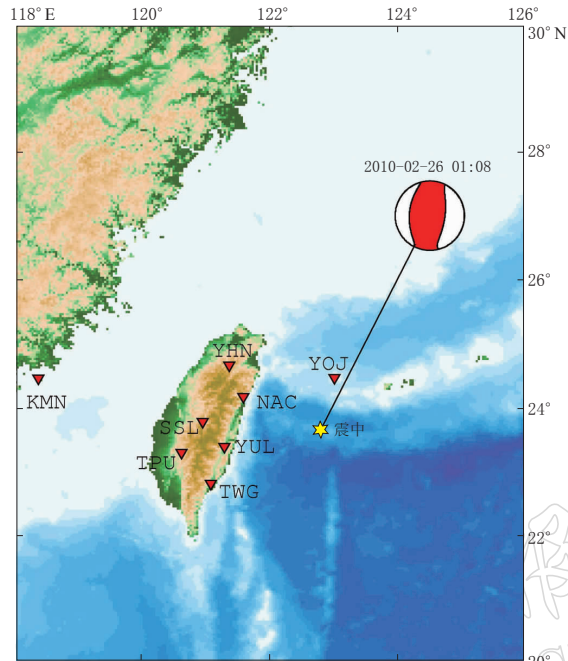 118° E 120° 122° 124° 126°
30° N
2010-02-26 01:08
28°
26°
YHN YOJ
KMN NAC
24°
SSL 震中
YUL
TPU
TWG
22°
20°